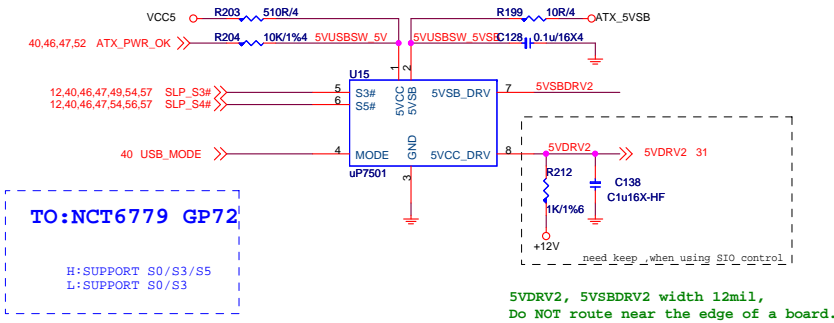 VCC5 R203 510R/4 R199 10R/4 ATX_5VSB
40,46,47,52 ATX_PWR_OK R204 10K/1%4 5VUSBSW_5V 5VUSBSW_5VSB C128 0.1u/16X4
U15
1 2
12,40,46,47,49,54,57 SLP_S3# 5 S3# 5VCC 5VSB 5VSB_DRV 7 5VSBDRV2
12,40,46,47,54,56,57 SLP_S4# 6 S5#
40 USB_MODE 4 MODE GND 5VCC_DRV 8 5VDRV2 5VDRV2 31
uP7501
3
R212 C138
C1u16X-HF
1K/1%6
+12V
need keep ,when using SIO control
TO:NCT6779 GP72
H:SUPPORT S0/S3/S5
L:SUPPORT S0/S3
5VDRV2, 5VSBDRV2 width 12mil,
Do NOT route near the edge of a board.